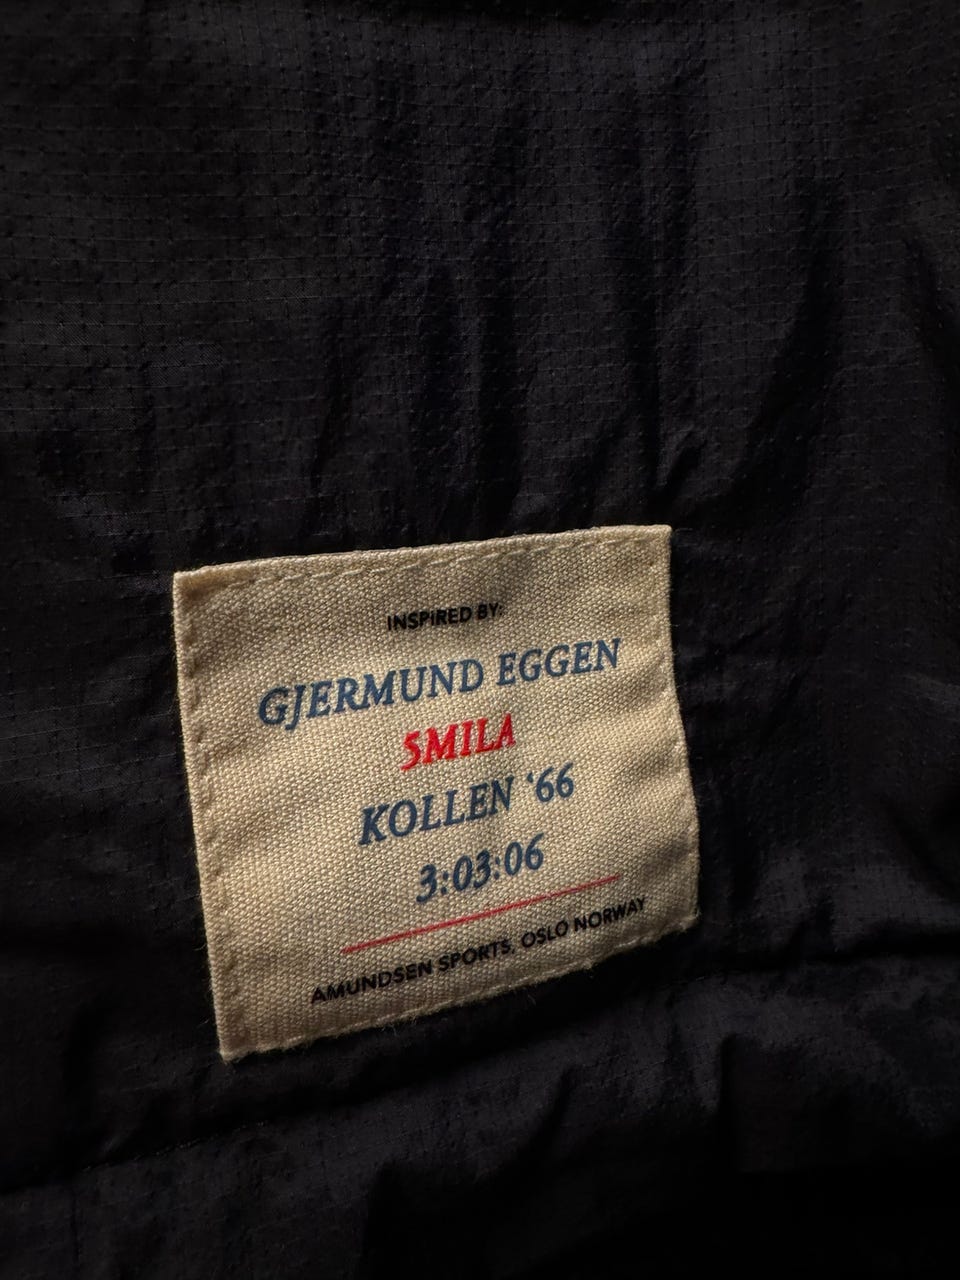 INSPIRED BY:
GJERMUND EGGEN
5MILA
KOLLEN ‘66
3:03:06
AMUNDSEN SPORTS, OSLO NORWAY